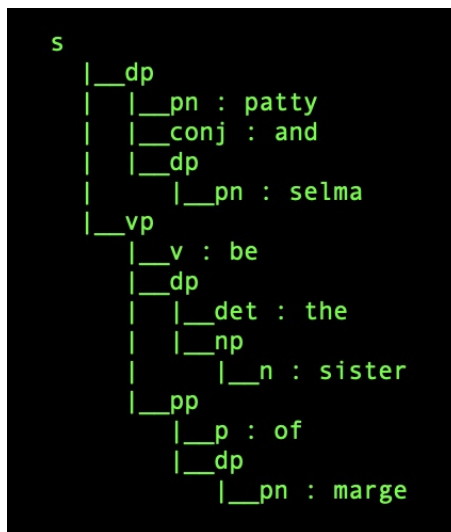 s
|__dp
|   |__pn : patty
|   |__conj : and
|   |__dp
|       |__pn : selma
|__vp
    |__v : be
    |__dp
    |   |__det : the
    |   |__np
    |       |__n : sister
    |__pp
        |__p : of
        |__dp
            |__pn : marge